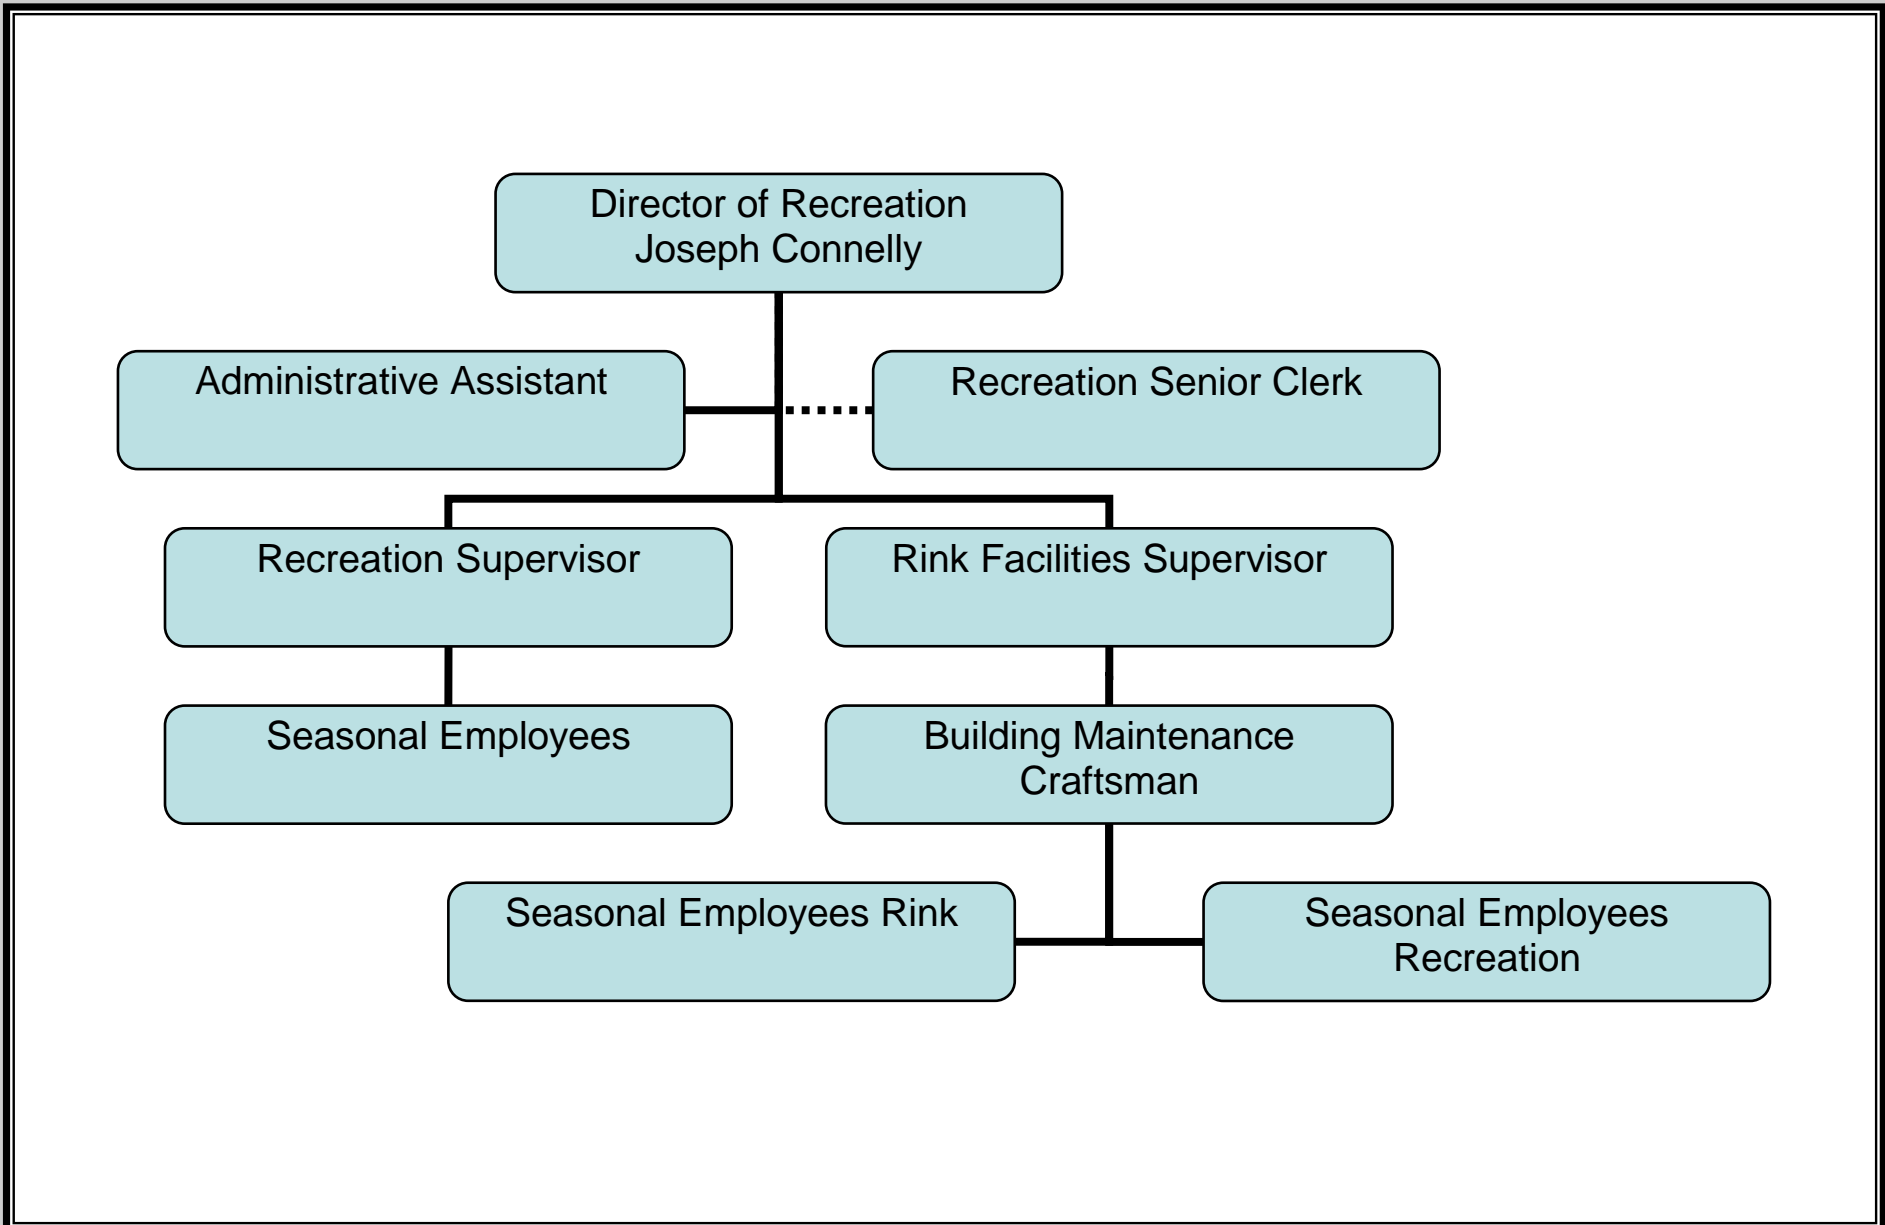 Director of Recreation
Joseph Connelly
Administrative Assistant
Recreation Senior Clerk
Recreation Supervisor
Rink Facilities Supervisor
Seasonal Employees
Building Maintenance
Craftsman
Seasonal Employees Rink
Seasonal Employees
Recreation